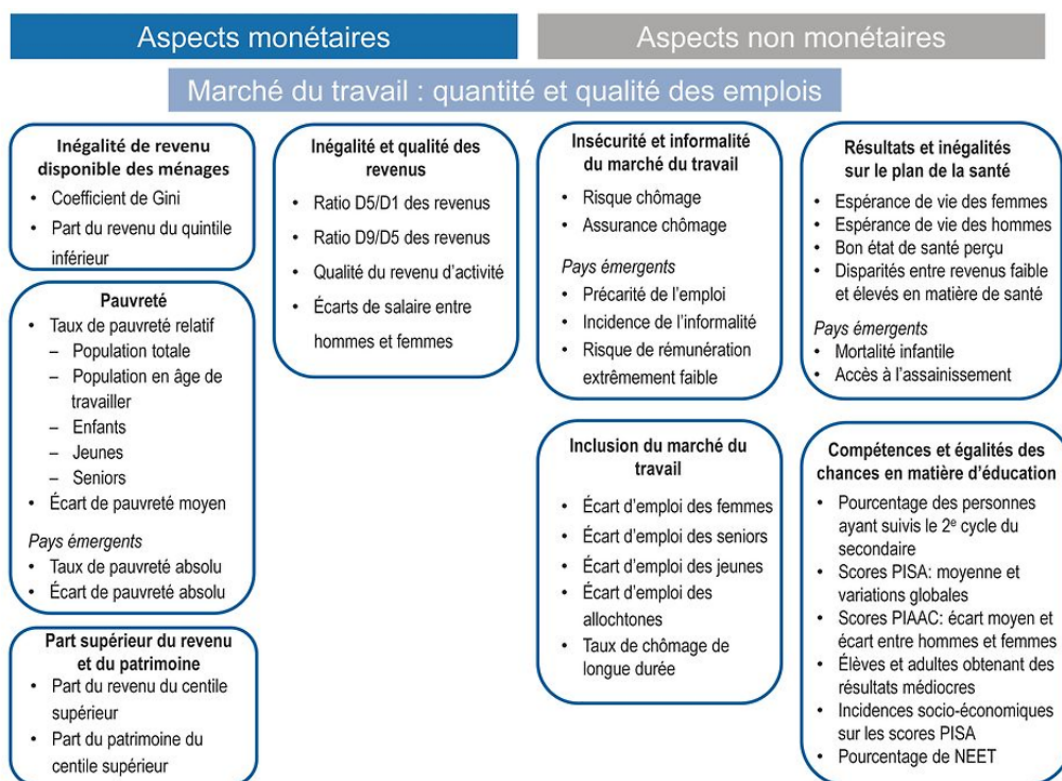 Aspects monétaires
Aspects non monétaires
Marché du travail : quantité et qualité des emplois
Inégalité de revenu
disponible des ménages
• Coefficient de Gini
• Part du revenu du quintile
inférieur
Pauvreté
• Taux de pauvreté relatif
– Population totale
– Population en âge de
travailler
– Enfants
– Jeunes
– Seniors
• Écart de pauvreté moyen
Pays émergents
• Taux de pauvreté absolu
• Écart de pauvreté absolu
Part supérieur du revenu
et du patrimoine
• Part du revenu du centile
supérieur
• Part du patrimoine du
centile supérieur
Inégalité et qualité des
revenus
• Ratio D5/D1 des revenus
• Ratio D9/D5 des revenus
• Qualité du revenu d’activité
• Écarts de salaire entre
hommes et femmes
Insécurité et informalité
du marché du travail
• Risque chômage
• Assurance chômage
Pays émergents
• Précarité de l’emploi
• Incidence de l’informalité
• Risque de rémunération
extrêmement faible
Inclusion du marché du
travail
• Écart d’emploi des femmes
• Écart d’emploi des seniors
• Écart d’emploi des jeunes
• Écart d’emploi des
allochtones
• Taux de chômage de
longue durée
Résultats et inégalités
sur le plan de la santé
• Espérance de vie des femmes
• Espérance de vie des hommes
• Bon état de santé perçu
• Disparités entre revenus faible
et élevés en matière de santé
Pays émergents
• Mortalité infantile
• Accès à l’assainissement
Compétences et égalités des
chances en matière d’éducation
• Pourcentage des personnes
ayant suivis le 2e cycle du
secondaire
• Scores PISA: moyenne et
variations globales
• Scores PIAAC: écart moyen et
écart entre hommes et femmes
• Élèves et adultes obtenant des
résultats médiocres
• Incidences socio-économiques
sur les scores PISA
• Pourcentage de NEET